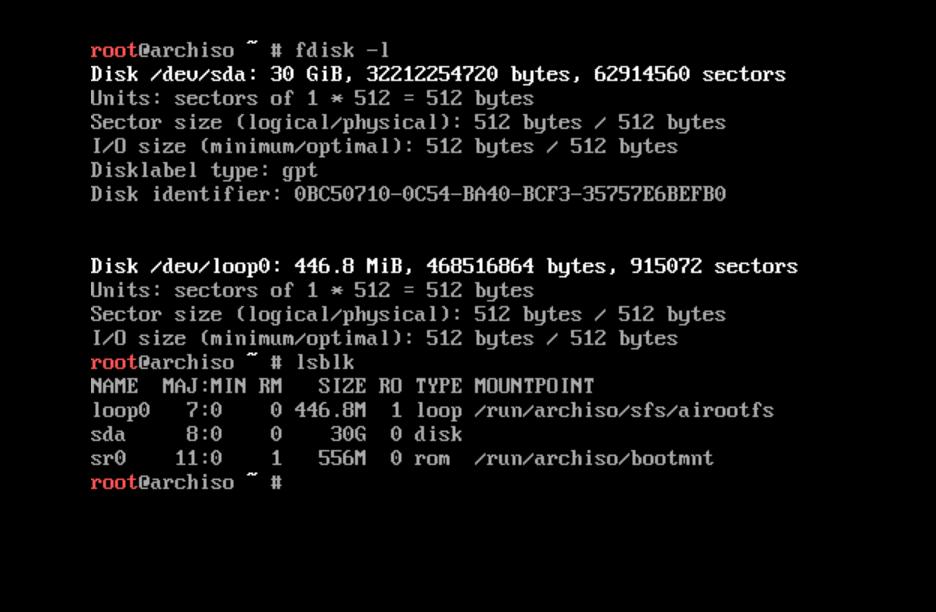 root@archiso ~ # fdisk -l
Disk /dev/sda: 30 GiB, 32212254720 bytes, 62914560 sectors
Units: sectors of 1 * 512 = 512 bytes
Sector size (logical/physical): 512 bytes / 512 bytes
I/O size (minimum/optimal): 512 bytes / 512 bytes
Disklabel type: gpt
Disk identifier: 0BC50710-0C54-BA40-BCF3-35757E6BEFB0
Disk /dev/loop0: 446.8 MiB, 468516864 bytes, 915072 sectors
Units: sectors of 1 * 512 = 512 bytes
Sector size (logical/physical): 512 bytes / 512 bytes
I/O size (minimum/optimal): 512 bytes / 512 bytes
root@archiso ~ # lsblk
NAME  MAJ:MIN RM   SIZE RO TYPE MOUNTPOINT
loop0   7:0    0 446.8M  1 loop /run/archiso/sfs/airootfs
sda     8:0    0    30G  0 disk
sr0    11:0    1   556M  0 rom  /run/archiso/bootmnt
root@archiso ~ #